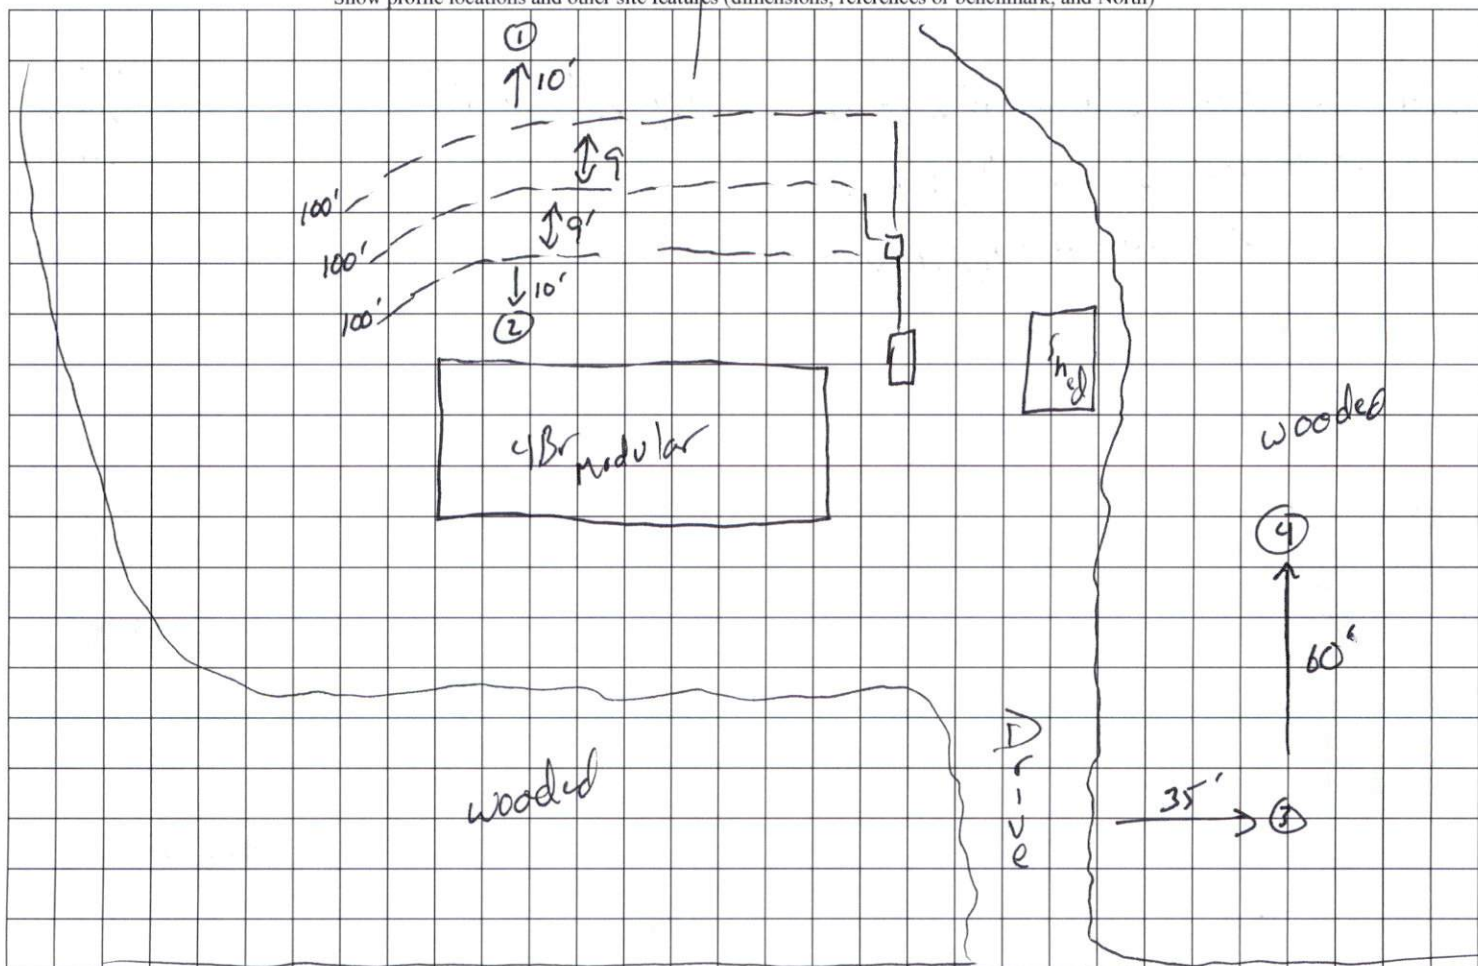 Show profile locations and other site features (dimensions, references or benchmark, and North)
1
10'
9
100'
9'
100'
10'
100'
2
Shed
wooded
4Br modular
4
60'
Drive
wooded
35'
3